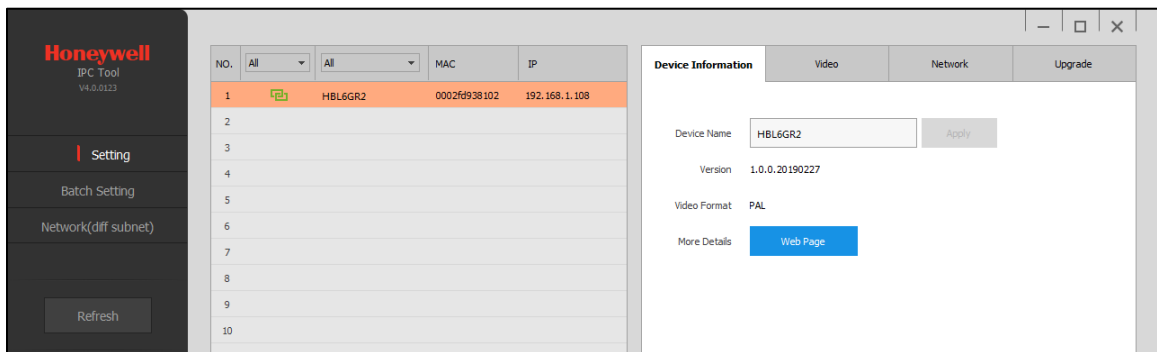 Honeywell
IPC Tool
V4.0.0123
Setting
Batch Setting
Network(diff subnet)
Refresh
NO. All All MAC IP
1 HBL6GR2 0002fd938102 192.168.1.108
2
3
4
5
6
7
8
9
10
Device Information Video Network Upgrade
Device Name HBL6GR2 Apply
Version 1.0.0.20190227
Video Format PAL
More Details Web Page